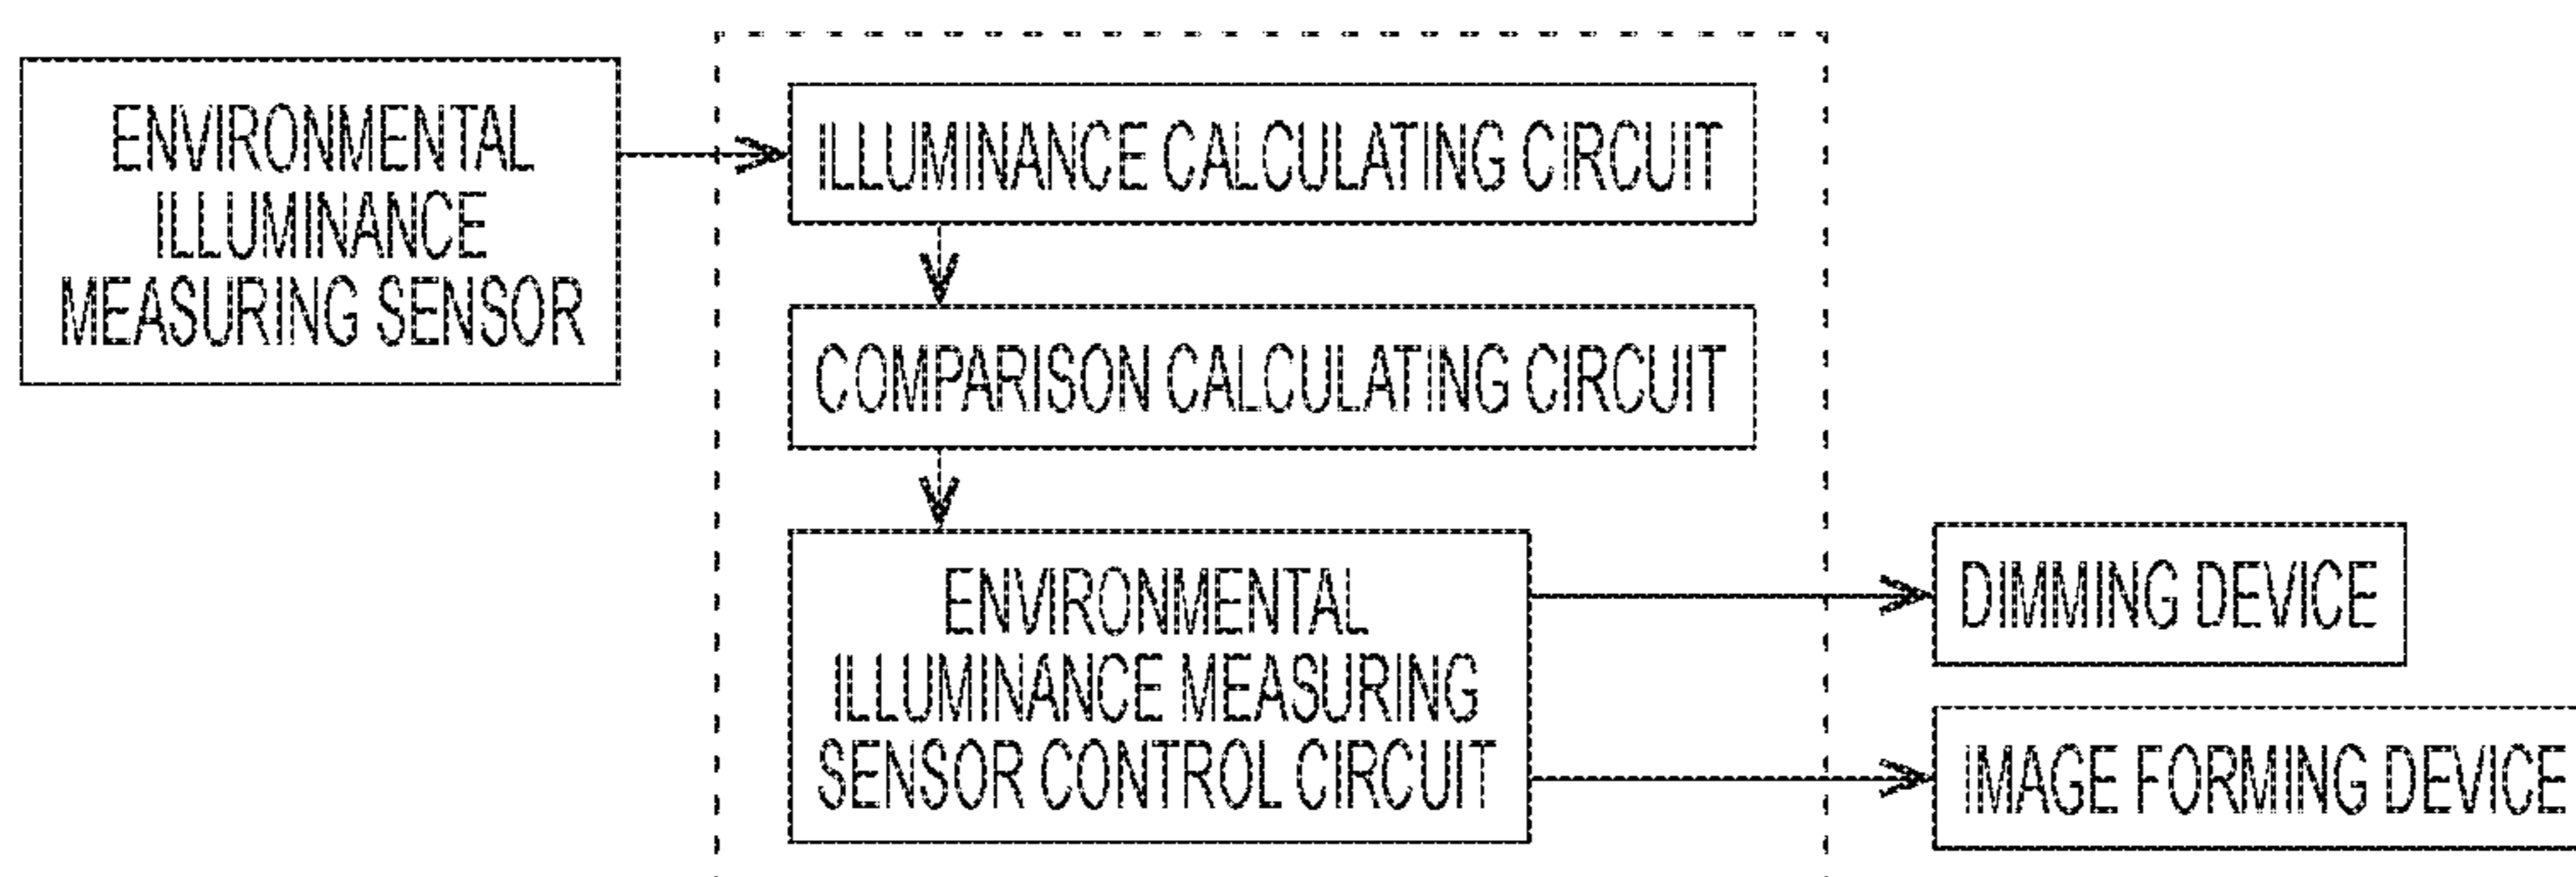 ENVIRONMENTAL
ILLUMINANCE
MEASURING SENSOR
ILLUMINANCE CALCULATING CIRCUIT
COMPARISON CALCULATING CIRCUIT
ENVIRONMENTAL
ILLUMINANCE MEASURING
SENSOR CONTROL CIRCUIT
DIMMING DEVICE
IMAGE FORMING DEVICE